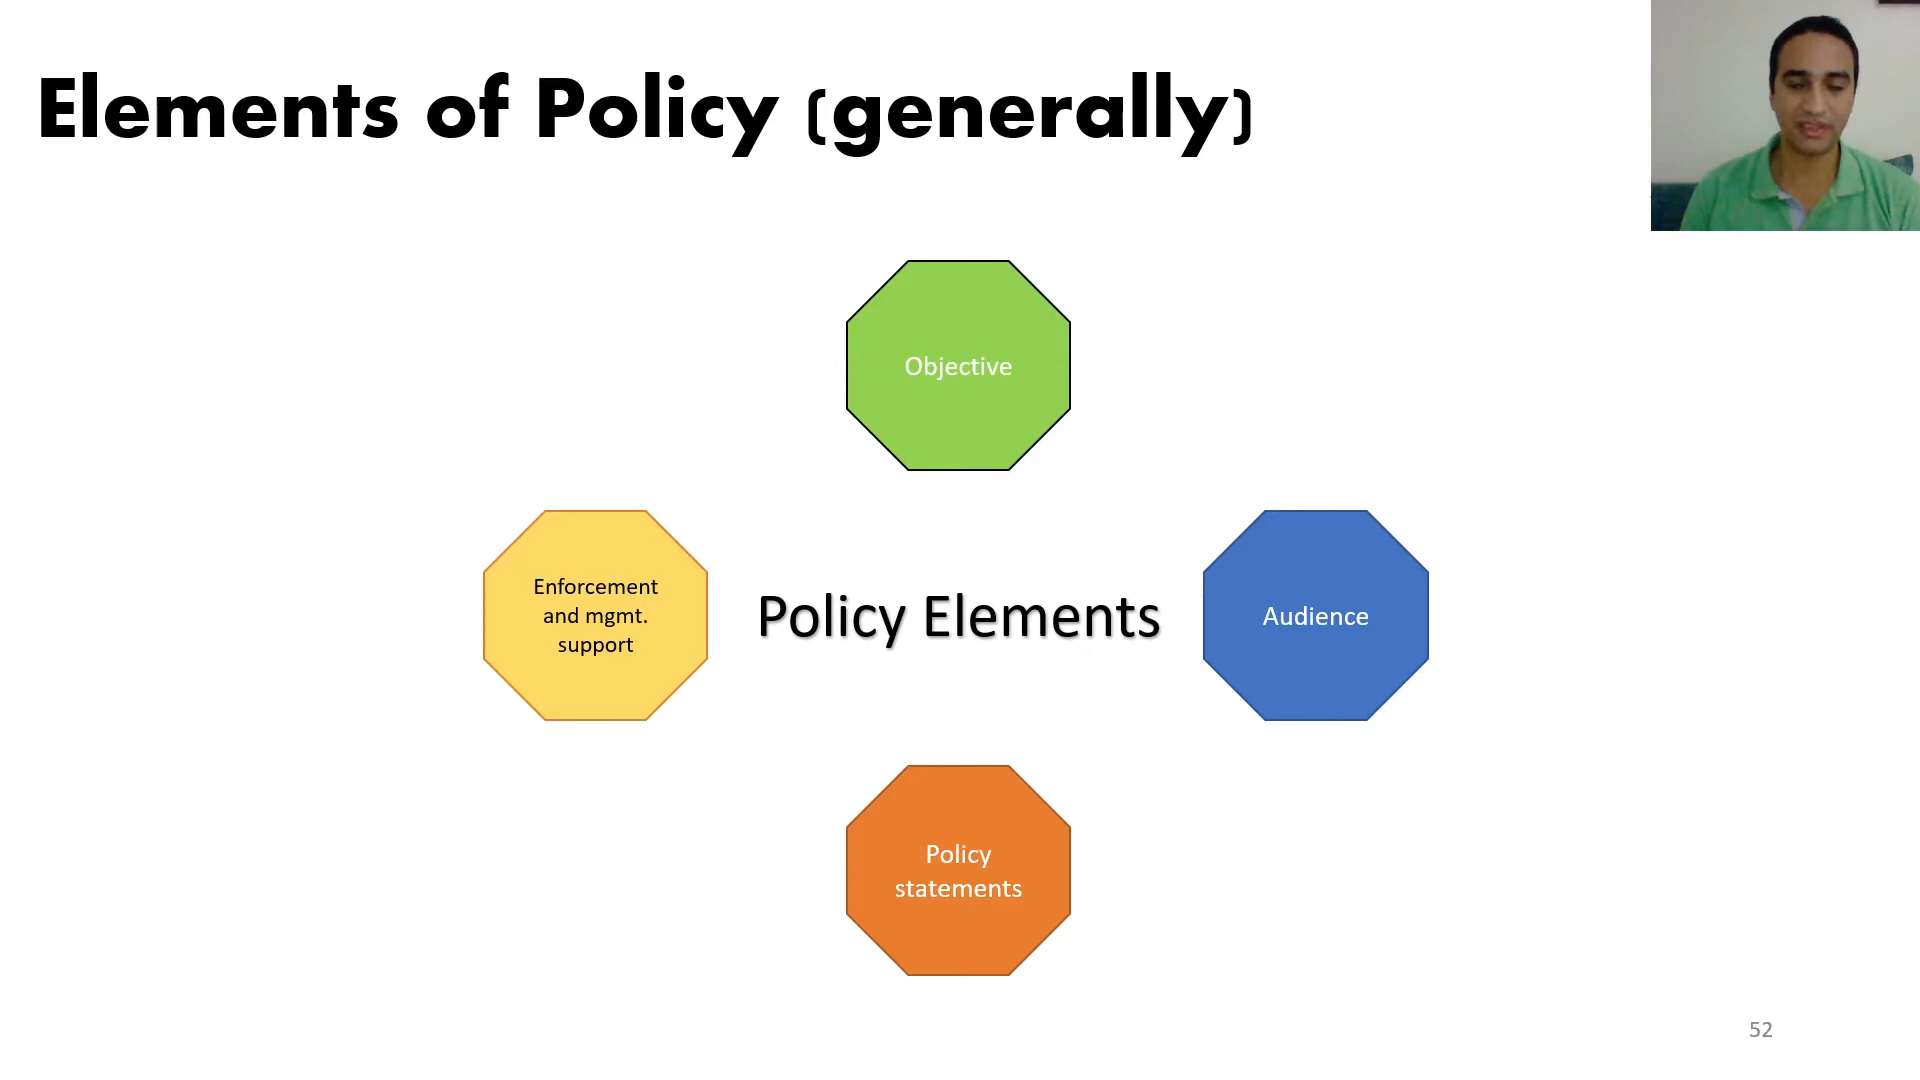 Elements of Policy (generally)
Objective
Enforcement
and mgmt.
support
Policy Elements
Audience
Policy
statements
52